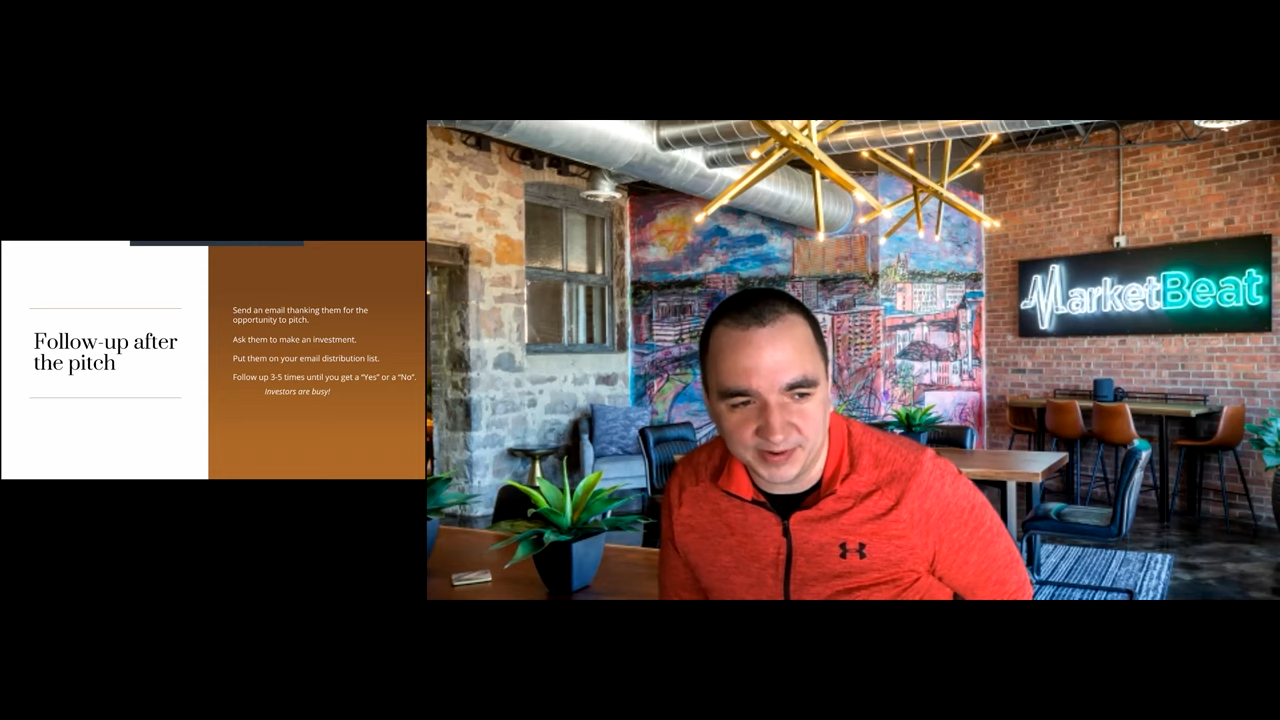 Follow-up after
the pitch
Send an email thanking them for the
opportunity to pitch.
Ask them to make an investment.
Put them on your email distribution list.
Follow up 3-5 times until you get a “Yes” or a “No”.
Investors are busy!
MarketBeat